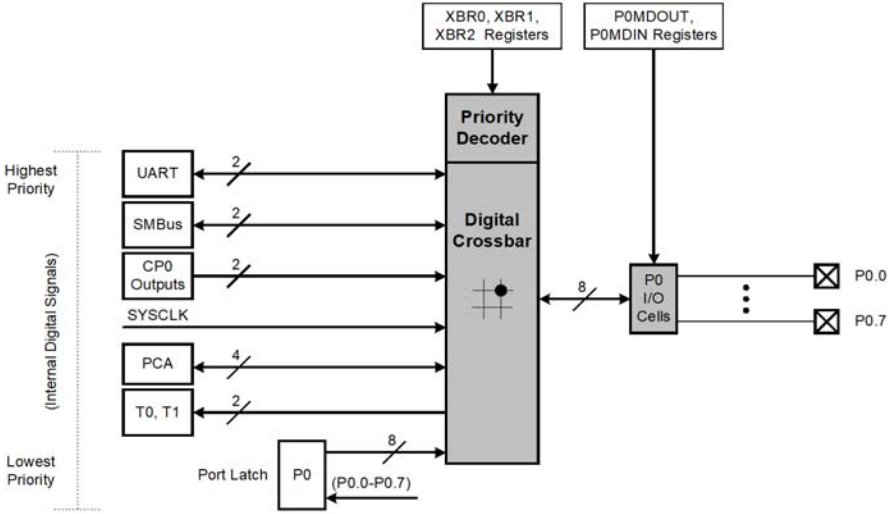 XBR0, XBR1,
XBR2 Registers
P0MDOUT,
P0MDIN Registers
Priority
Decoder
Highest
Priority
UART
2
SMBus
2
Digital
Crossbar
CP0
Outputs
2
8
P0
I/O
Cells
P0.0
P0.7
SYSCLK
(Internal Digital Signals)
PCA
4
T0, T1
2
Lowest
Priority
Port Latch
P0
8
(P0.0-P0.7)